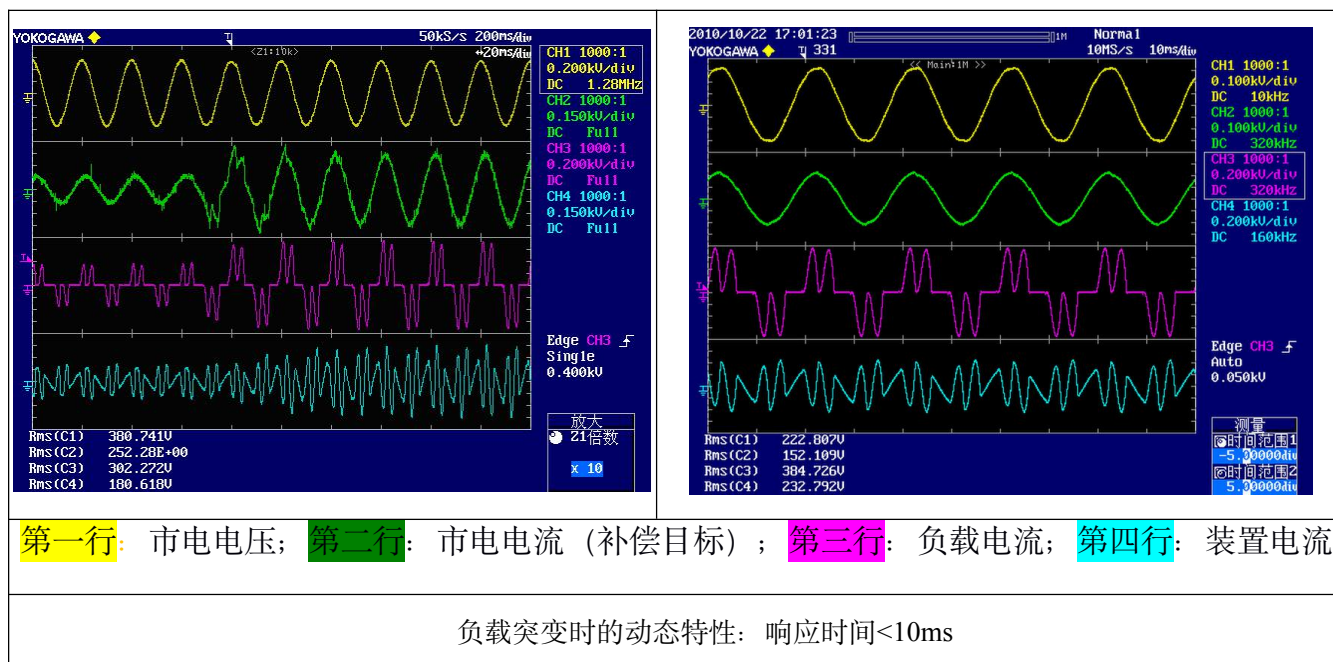 YOKOGAWA
50kS/s 200ms/div
<Z1:10k>
↔20ms/div
CH1 1000:1
0.200kV/div
DC 1.28MHz
CH2 1000:1
0.150kV/div
DC Full
CH3 1000:1
0.200kV/div
DC Full
CH4 1000:1
0.150kV/div
DC Full
Edge CH3
Single
0.400kV
放大
Z1倍数
x 10
Rms(C1) 380.741V
Rms(C2) 252.28E+00
Rms(C3) 302.272V
Rms(C4) 180.618V
2010/10/22 17:01:23
1M
Normal
YOKOGAWA
331
10MS/s 10ms/div
<< Main:1M >>
CH1 1000:1
0.100kV/div
DC 10kHz
CH2 1000:1
0.100kV/div
DC 320kHz
CH3 1000:1
0.200kV/div
DC 320kHz
CH4 1000:1
0.200kV/div
DC 160kHz
Edge CH3
Auto
0.050kV
测量
时间范围1
-5.00000div
时间范围2
5.00000div
Rms(C1) 222.807V
Rms(C2) 152.109V
Rms(C3) 384.726V
Rms(C4) 232.792V
第一行：市电电压；第二行：市电电流（补偿目标）；第三行：负载电流；第四行：装置电流
负载突变时的动态特性：响应时间<10ms